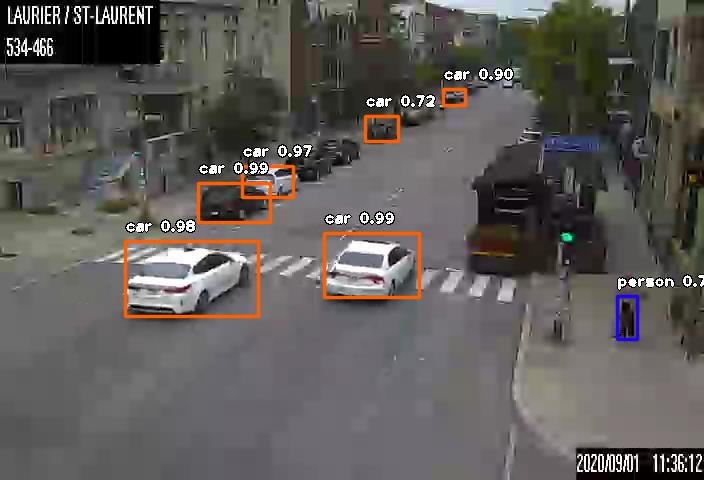 LAURIER / ST-LAURENT
534-466
car 0.90
car 0.72
car 0.97
car 0.99
car 0.99
car 0.98
person 0.7
2020/09/01 11:36:12